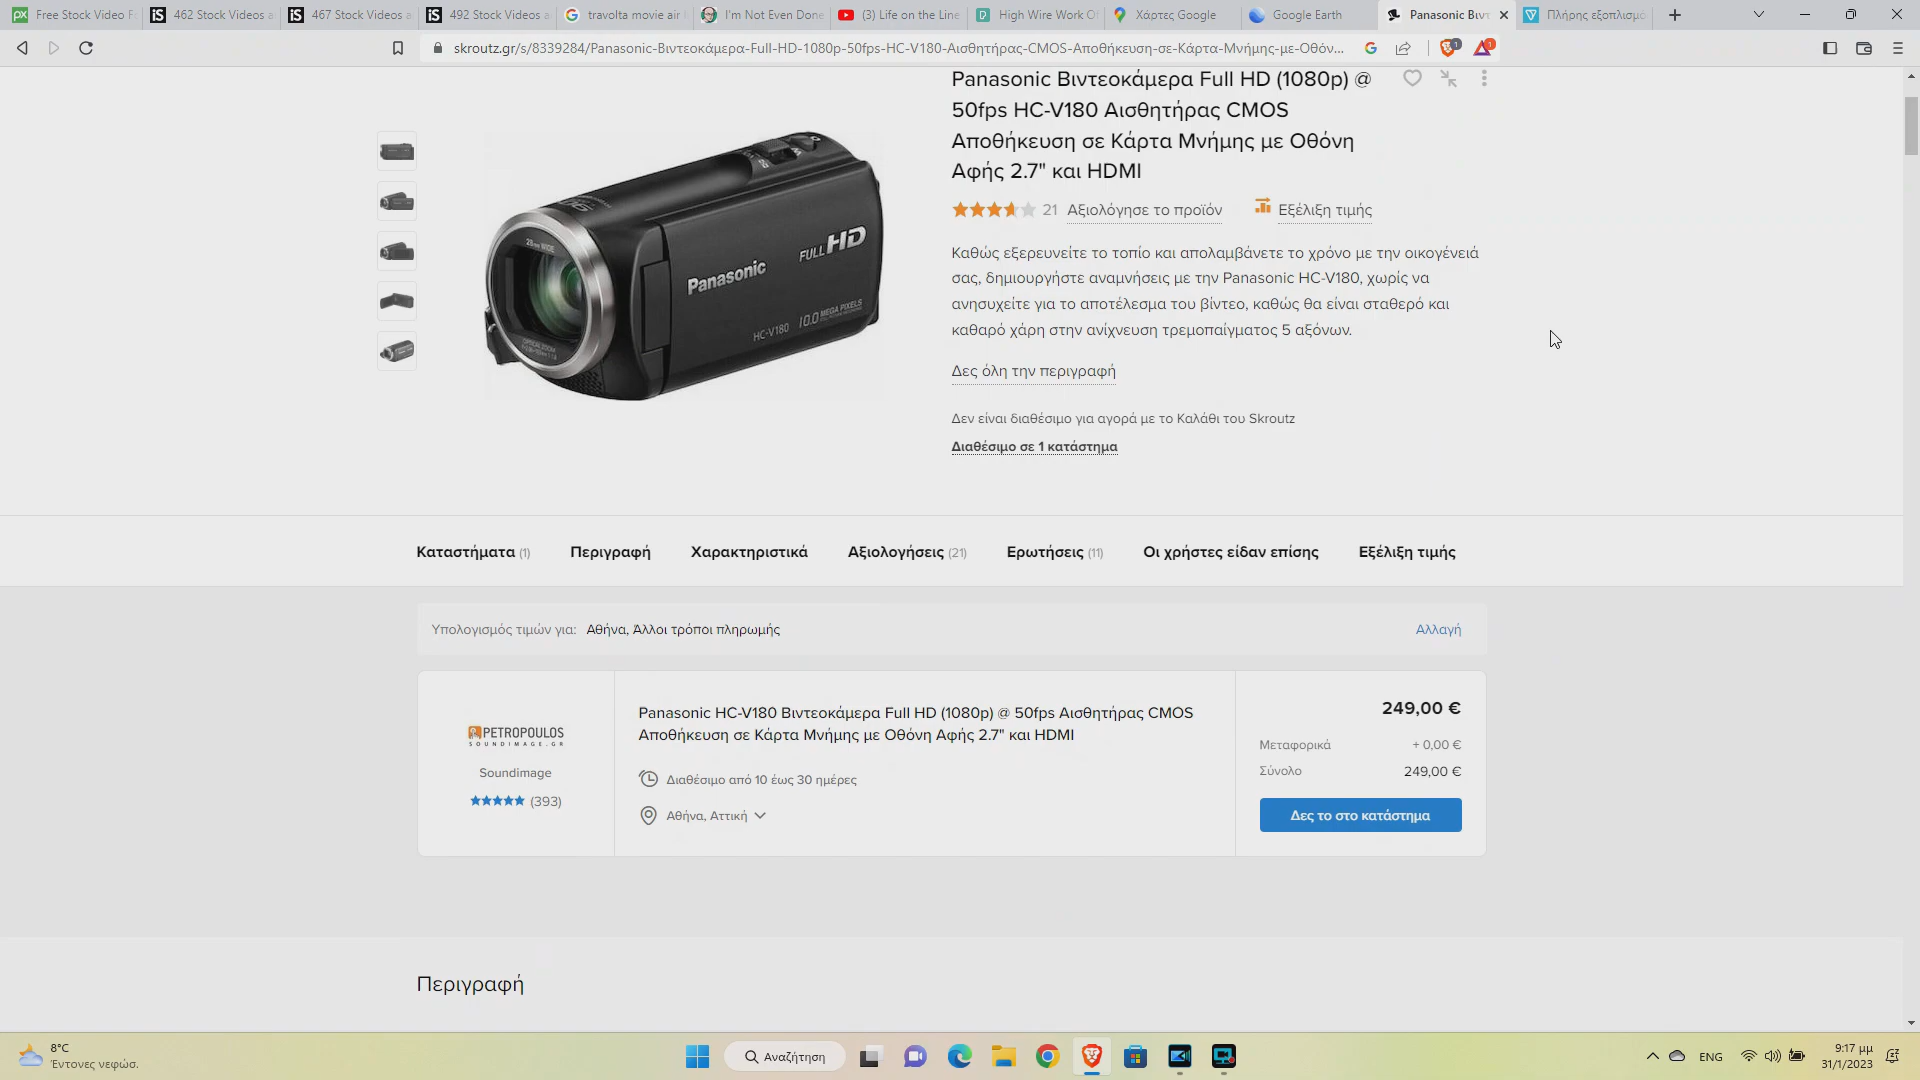 Free Stock Video F
462 Stock Videos a
467 Stock Videos a
492 Stock Videos a
travolta movie air
I'm Not Even Done
(3) Life on the Line
High Wire Work O
Χάρτες Google
Google Earth
Panasonic Βιντ
Πλήρης εξοπλισμο
skroutz.gr/s/8339284/Panasonic-Βιντεοκάμερα-Full-HD-1080p-50fps-HC-V180-Αισθητήρας-CMOS-Αποθήκευση-σε-Κάρτα-Μνήμης-με-Οθόν...
Panasonic Βιντεοκάμερα Full HD (1080p) @
50fps HC-V180 Αισθητήρας CMOS
Αποθήκευση σε Κάρτα Μνήμης με Οθόνη
Αφής 2.7" και HDMI
21 Αξιολόγησε το προϊόν Εξέλιξη τιμής
Καθώς εξερευνείτε το τοπίο και απολαμβάνετε το χρόνο με την οικογένειά
σας, δημιουργήστε αναμνήσεις με την Panasonic HC-V180, χωρίς να
ανησυχείτε για το αποτέλεσμα του βίντεο, καθώς θα είναι σταθερό και
καθαρό χάρη στην ανίχνευση τρεμοπαίγματος 5 αξόνων.
Δες όλη την περιγραφή
Δεν είναι διαθέσιμο για αγορά με το Καλάθι του Skroutz
Διαθέσιμο σε 1 κατάστημα
Panasonic
FULL HD
HC-V180 10.0 MEGA PIXELS
28mm WIDE
OPTICAL ZOOM
Καταστήματα (1) Περιγραφή Χαρακτηριστικά Αξιολογήσεις (21) Ερωτήσεις (11) Οι χρήστες είδαν επίσης Εξέλιξη τιμής
Υπολογισμός τιμών για: Αθήνα, Άλλοι τρόποι πληρωμής Αλλαγή
PETROPOULOS
SOUNDIMAGE.GR
Soundimage
(393)
Panasonic HC-V180 Βιντεοκάμερα Full HD (1080p) @ 50fps Αισθητήρας CMOS
Αποθήκευση σε Κάρτα Μνήμης με Οθόνη Αφής 2.7" και HDMI
Διαθέσιμο από 10 έως 30 ημέρες
Αθήνα, Αττική
249,00 €
Μεταφορικά + 0,00 €
Σύνολο 249,00 €
Δες το στο κατάστημα
Περιγραφή
8°C
Έντονες νεφώσ.
Αναζήτηση
ENG
9:17 μμ
31/1/2023